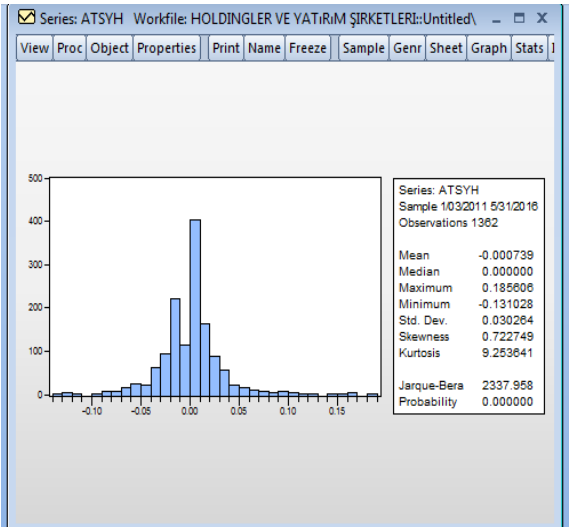 Series: ATSYH Workfile: HOLDINGLER VE YATıRıM ŞIRKETLERI::Untitled\
View Proc Object Properties Print Name Freeze Sample Genr Sheet Graph Stats
500
400
300
200
100
0
-0.10 -0.05 0.00 0.05 0.10 0.15
Series: ATSYH
Sample 1/03/2011 5/31/2016
Observations 1362
Mean -0.000739
Median 0.000000
Maximum 0.185606
Minimum -0.131028
Std. Dev. 0.030264
Skewness 0.722749
Kurtosis 9.253641
Jarque-Bera 2337.958
Probability 0.000000